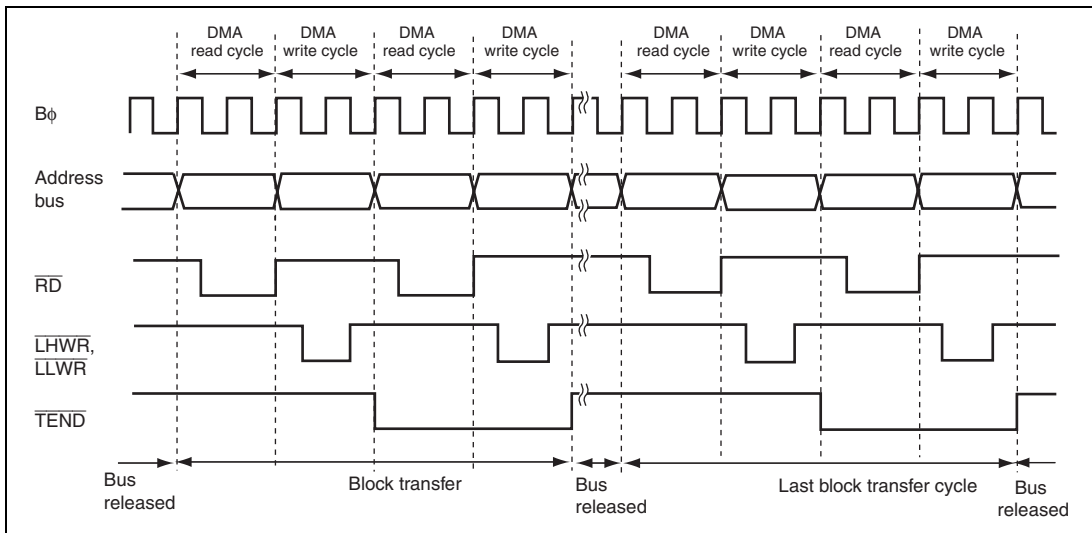 DMA
read cycle
DMA
write cycle
DMA
read cycle
DMA
write cycle
DMA
read cycle
DMA
write cycle
DMA
read cycle
DMA
write cycle
Bφ
Address
bus
RD
LHWR,
LLWR
TEND
Bus
released
Block transfer
Bus
released
Last block transfer cycle
Bus
released